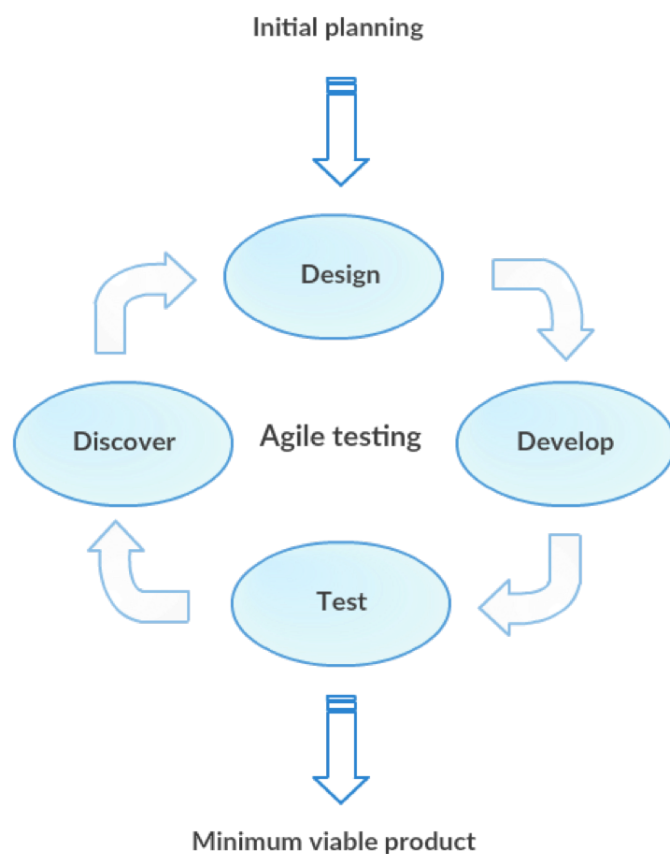 Initial planning
Design
Discover
Agile testing
Develop
Test
Minimum viable product